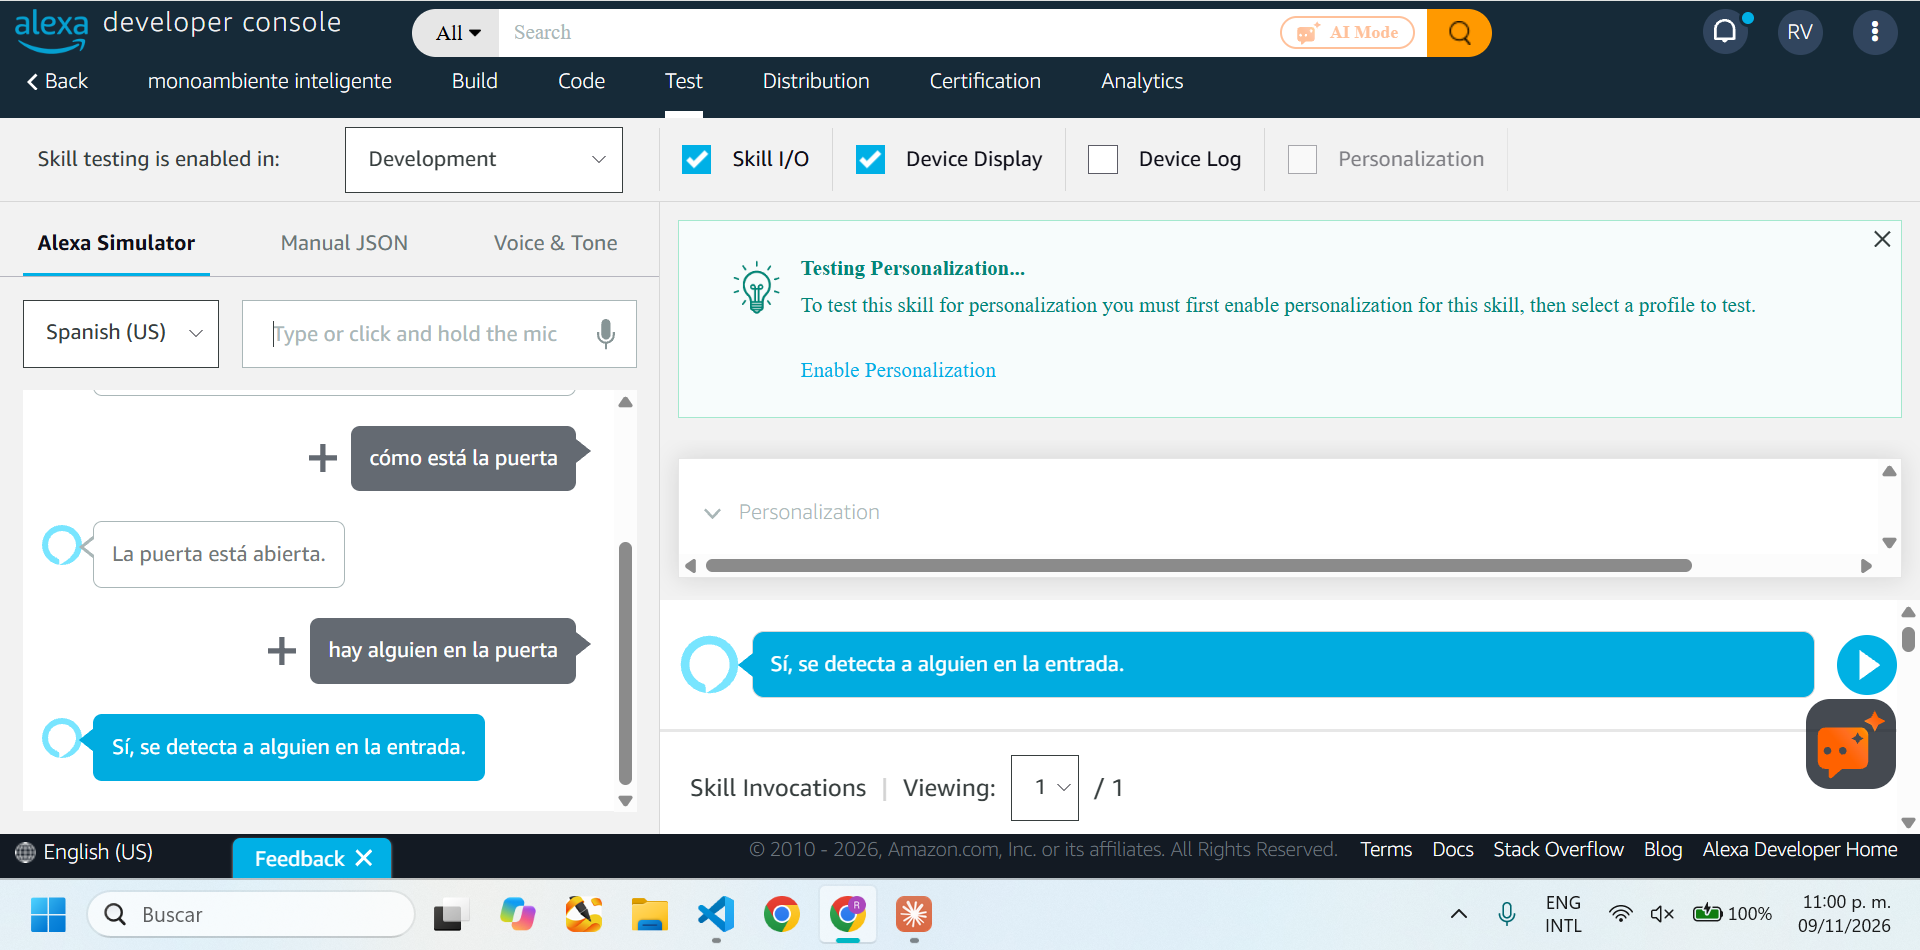 alexa developer console
All
Search
AI Mode
RV
Back
monoambiente inteligente
Build
Code
Test
Distribution
Certification
Analytics
Skill testing is enabled in:
Development
Skill I/O
Device Display
Device Log
Personalization
Alexa Simulator
Manual JSON
Voice & Tone
Spanish (US)
Type or click and hold the mic
cómo está la puerta
La puerta está abierta.
hay alguien en la puerta
Sí, se detecta a alguien en la entrada.
Testing Personalization...
To test this skill for personalization you must first enable personalization for this skill, then select a profile to test.
Enable Personalization
Personalization
Sí, se detecta a alguien en la entrada.
Skill Invocations | Viewing: 1 / 1
English (US)
Feedback
© 2010 - 2026, Amazon.com, Inc. or its affiliates. All Rights Reserved.
Terms
Docs
Stack Overflow
Blog
Alexa Developer Home
Buscar
R
ENG
INTL
100%
11:00 p. m.
09/11/2026